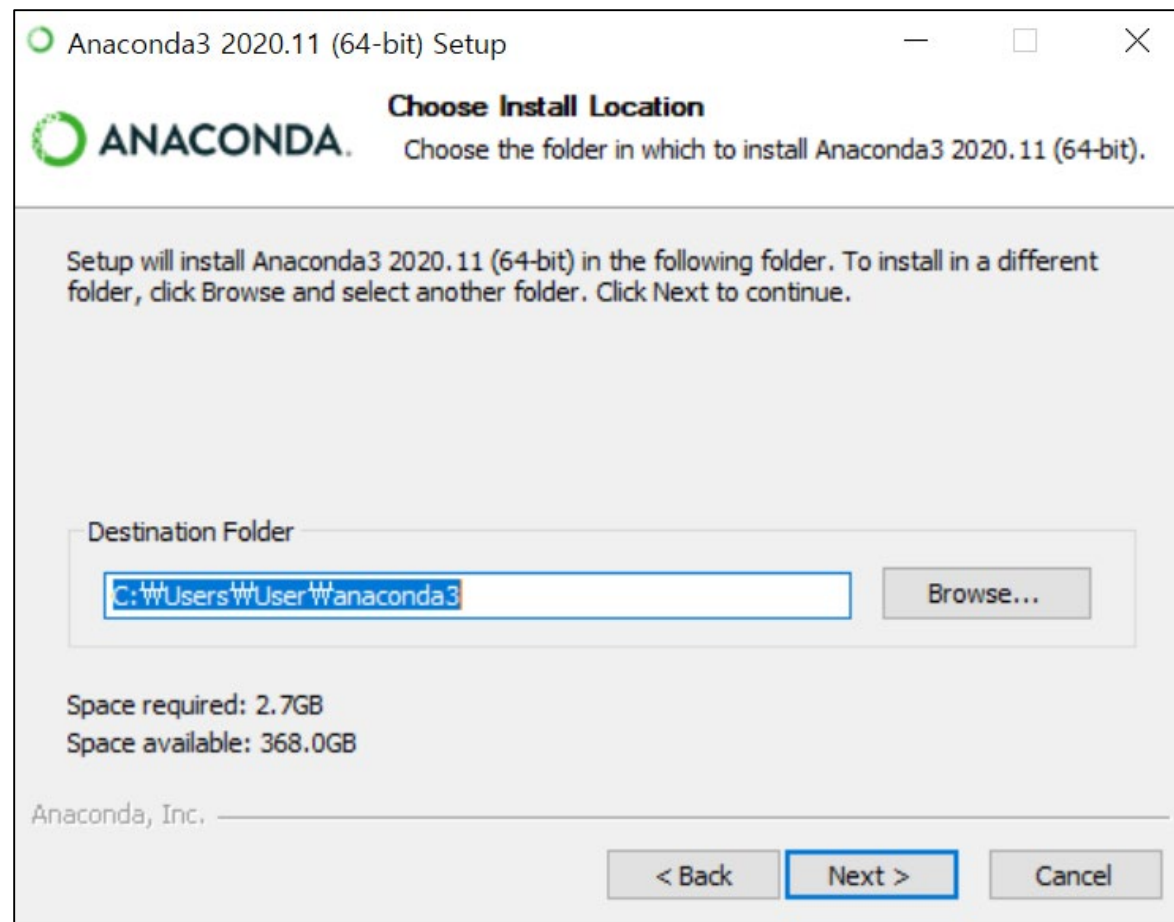 Anaconda3 2020.11 (64-bit) Setup
ANACONDA.
Choose Install Location
Choose the folder in which to install Anaconda3 2020.11 (64-bit).
Setup will install Anaconda3 2020.11 (64-bit) in the following folder. To install in a different
folder, click Browse and select another folder. Click Next to continue.
Destination Folder
C:₩Users₩User₩anaconda3
Browse...
Space required: 2.7GB
Space available: 368.0GB
Anaconda, Inc.
< Back
Next >
Cancel